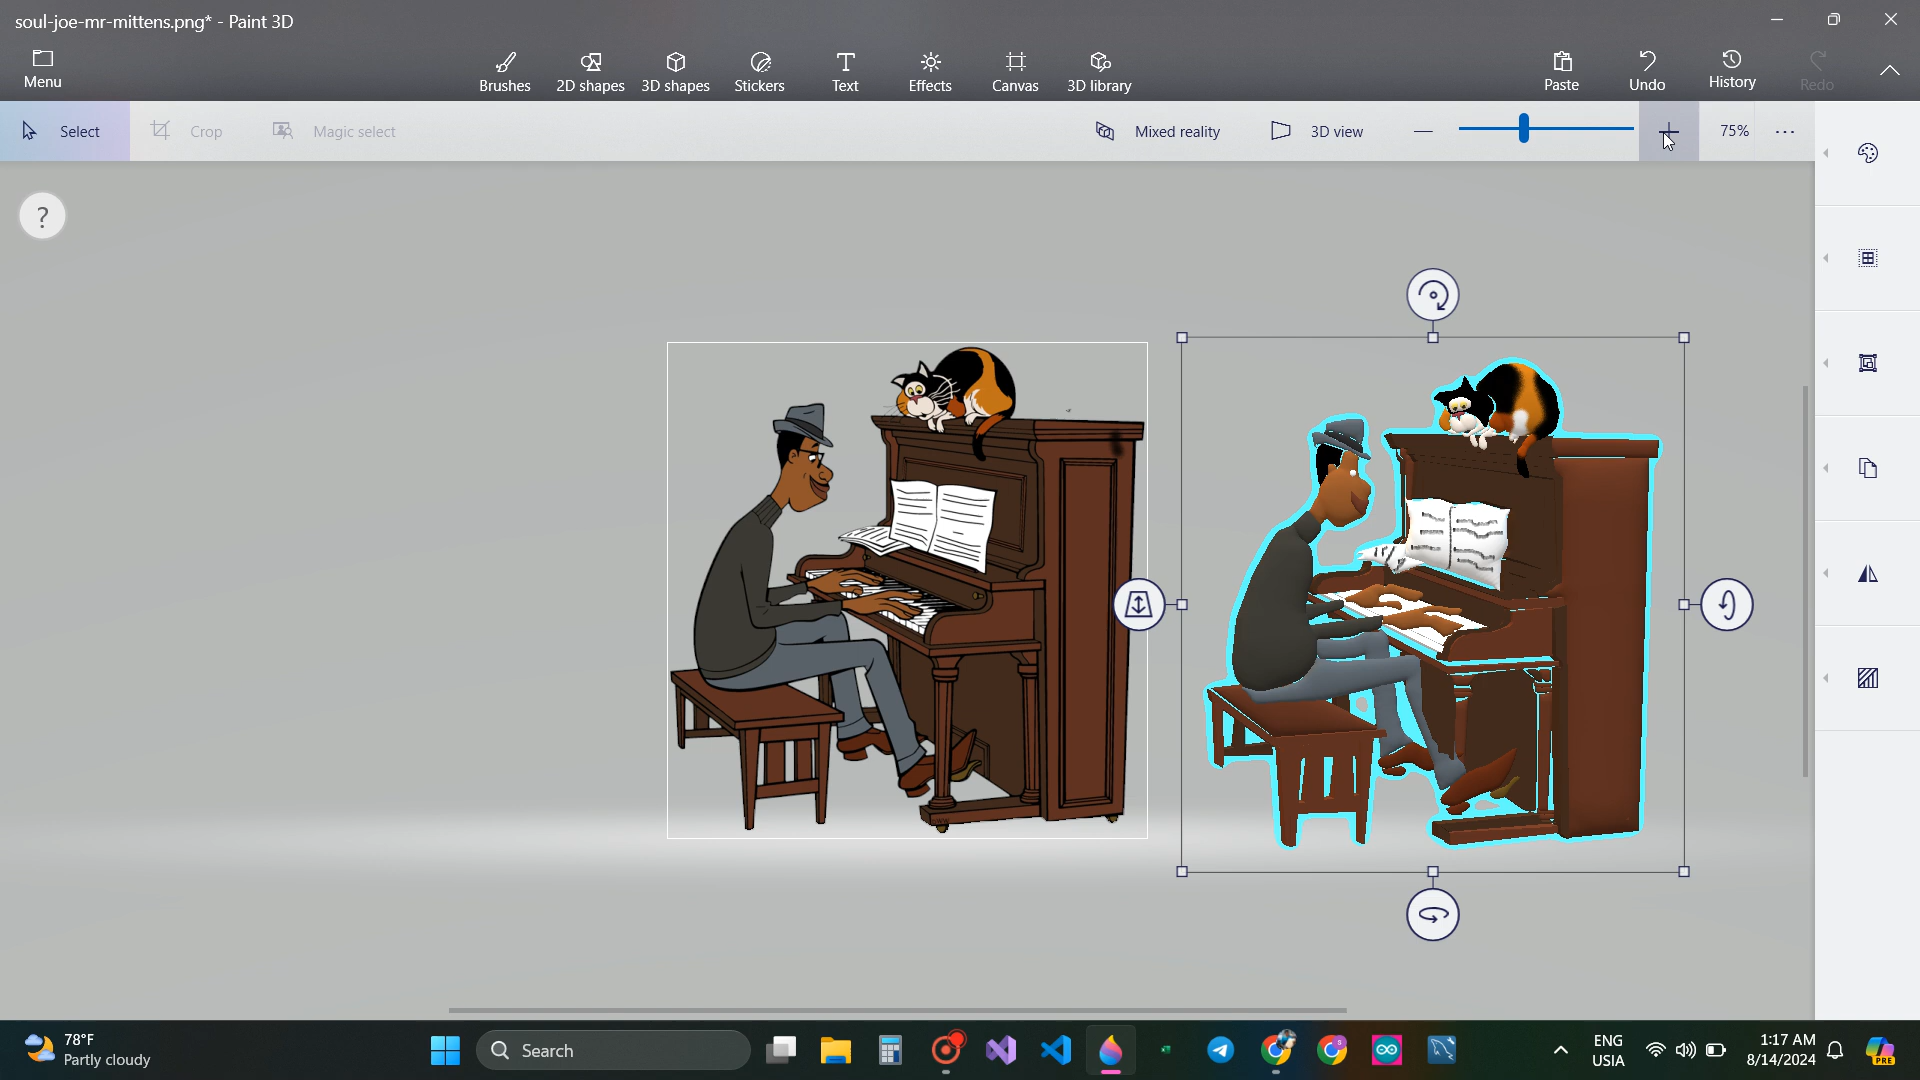 soul-joe-mr-mittens.png* - Paint 3D
Menu
Brushes
2D shapes
3D shapes
Stickers
Text
Effects
Canvas
3D library
Paste
Undo
History
Redo
Select
Crop
Magic select
Mixed reality
3D view
75%
?
78°F
Partly cloudy
Search
ENG
USIA
1:17 AM
8/14/2024
PRE